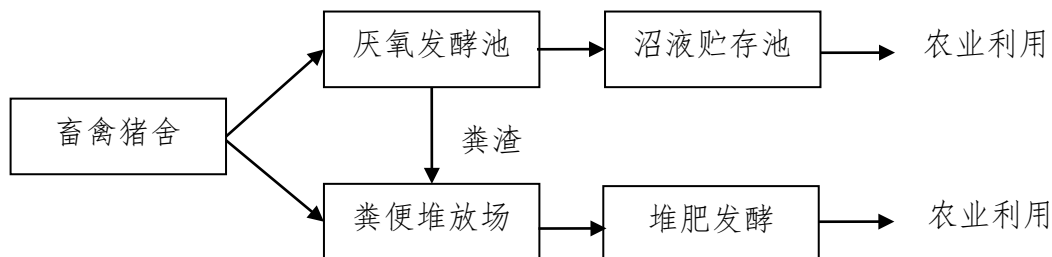 厌氧发酵池
沼液贮存池
农业利用
畜禽猪舍
粪渣
粪便堆放场
堆肥发酵
农业利用